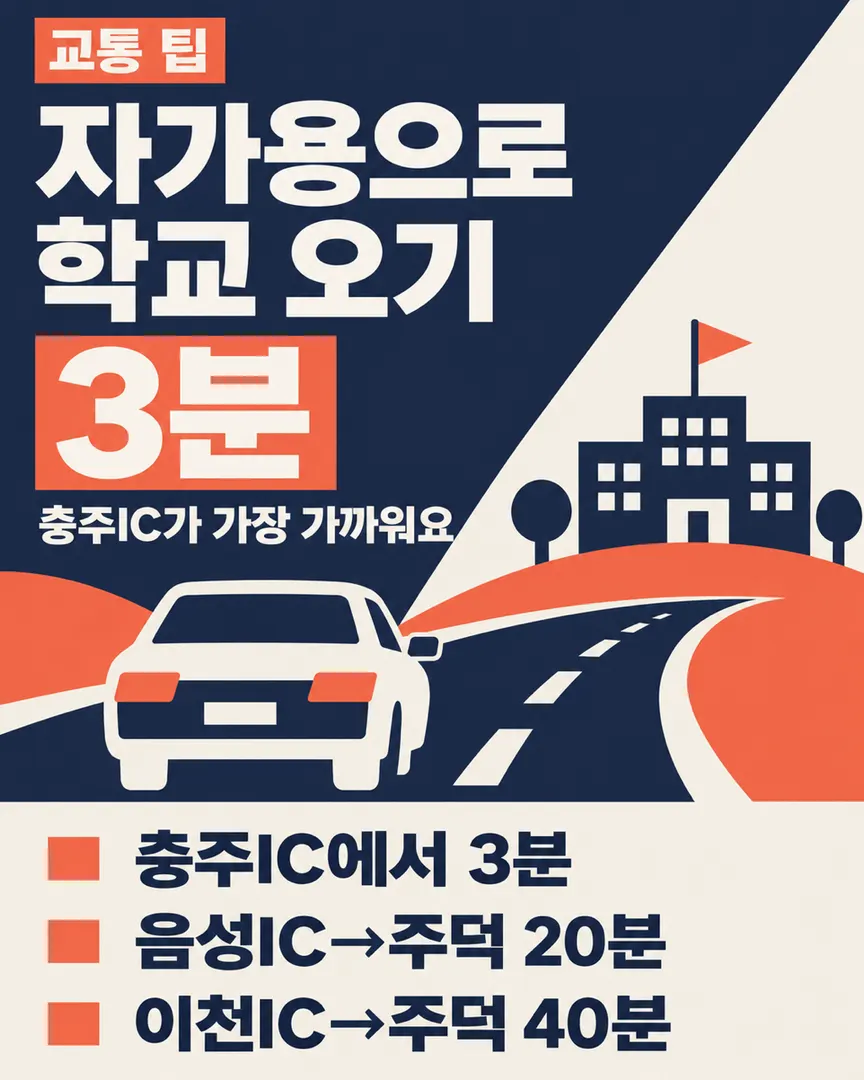 교통 팁
자가용으로
학교 오기
3분
충주IC가 가장 가까워요
충주IC에서 3분
음성IC→주덕 20분
이천IC→주덕 40분